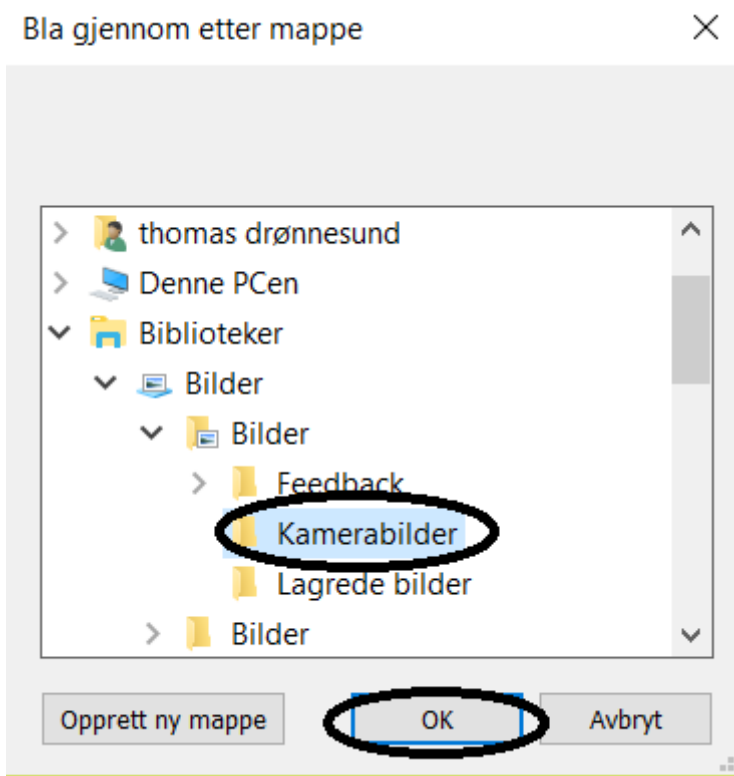 Bla gjennom etter mappe
thomas drønnesund
Denne PCen
Biblioteker
Bilder
Bilder
Feedback
Kamerabilder
Lagrede bilder
Bilder
Opprett ny mappe
OK
Avbryt